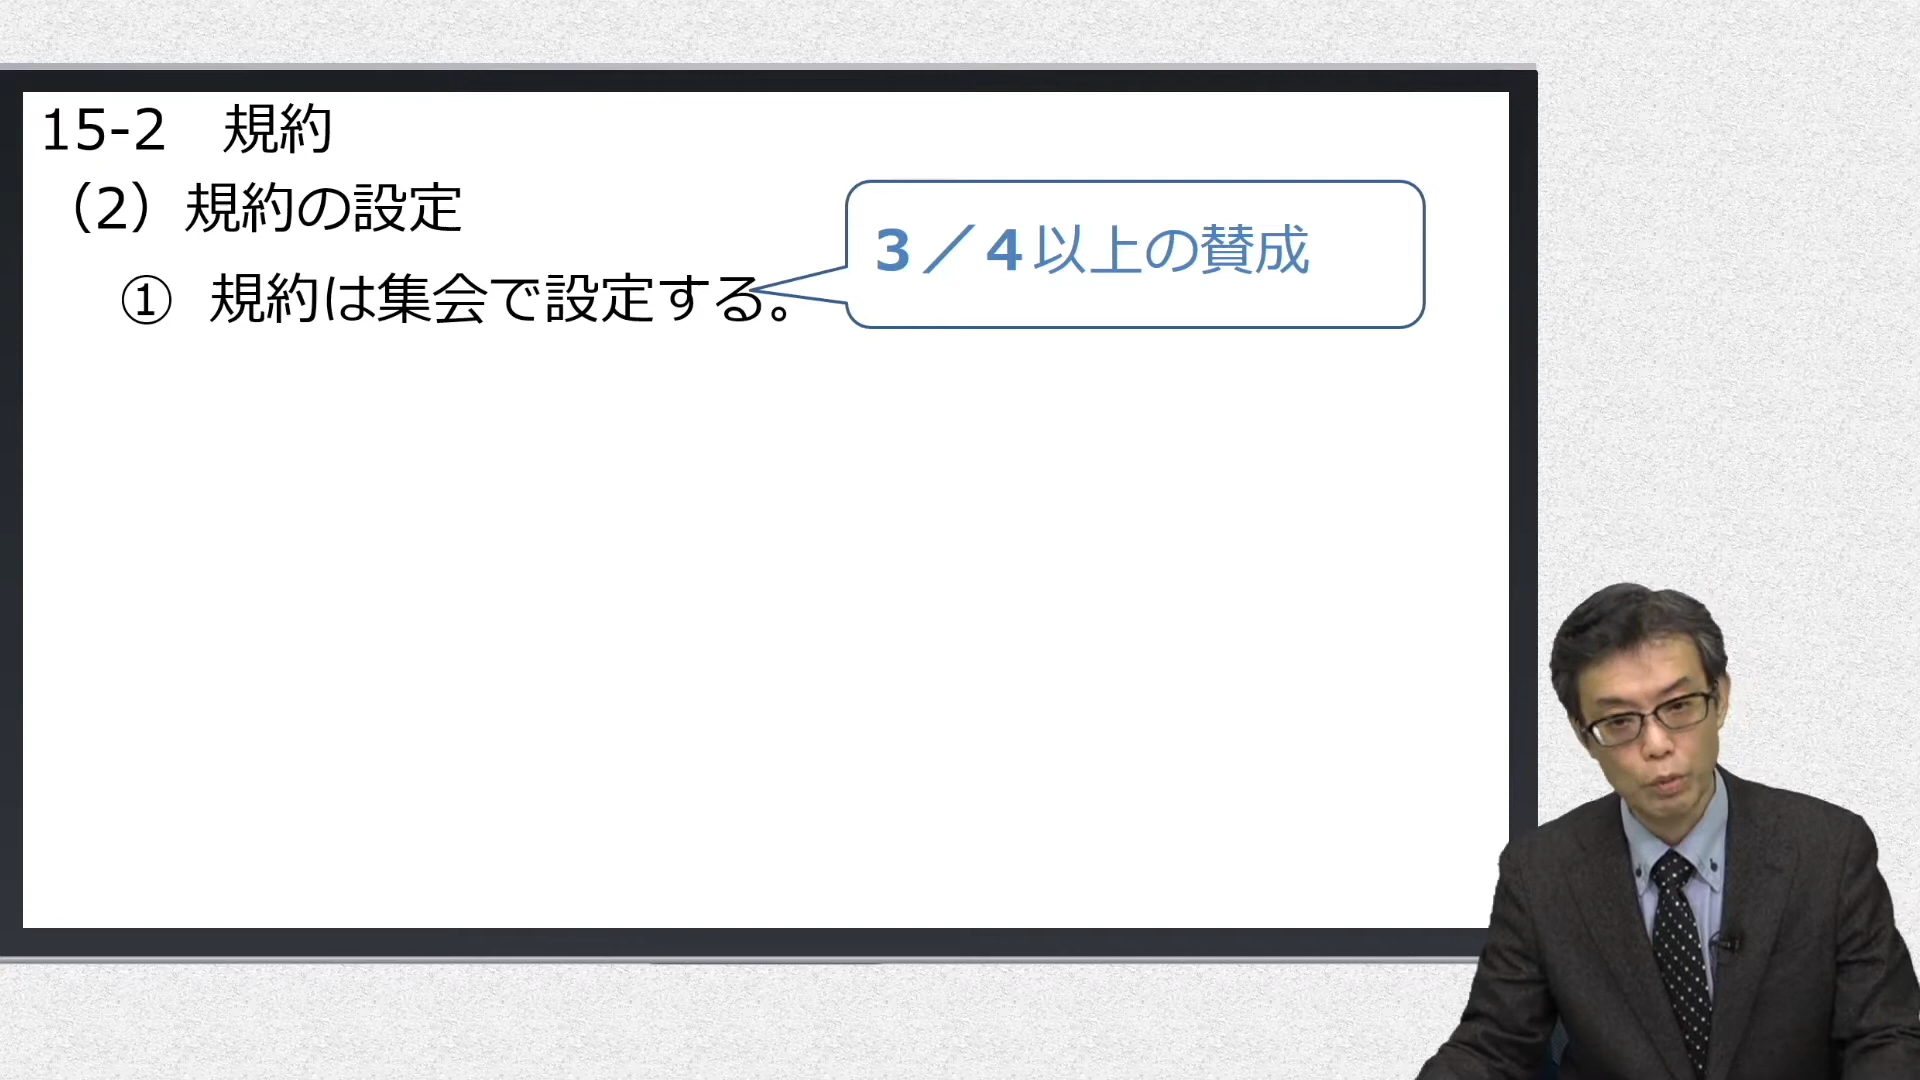 15-2　規約
（2）規約の設定
① 規約は集会で設定する。
３／４以上の賛成